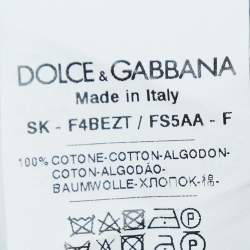 DOLCE & GABBANA
Made in Italy
SK - F4BEZT / FS5AA - F
100% COTONE-COTTON-ALGODON-
COTON-ALGODÃO-
BAUMWOLLE-ХЛОПОК-棉-